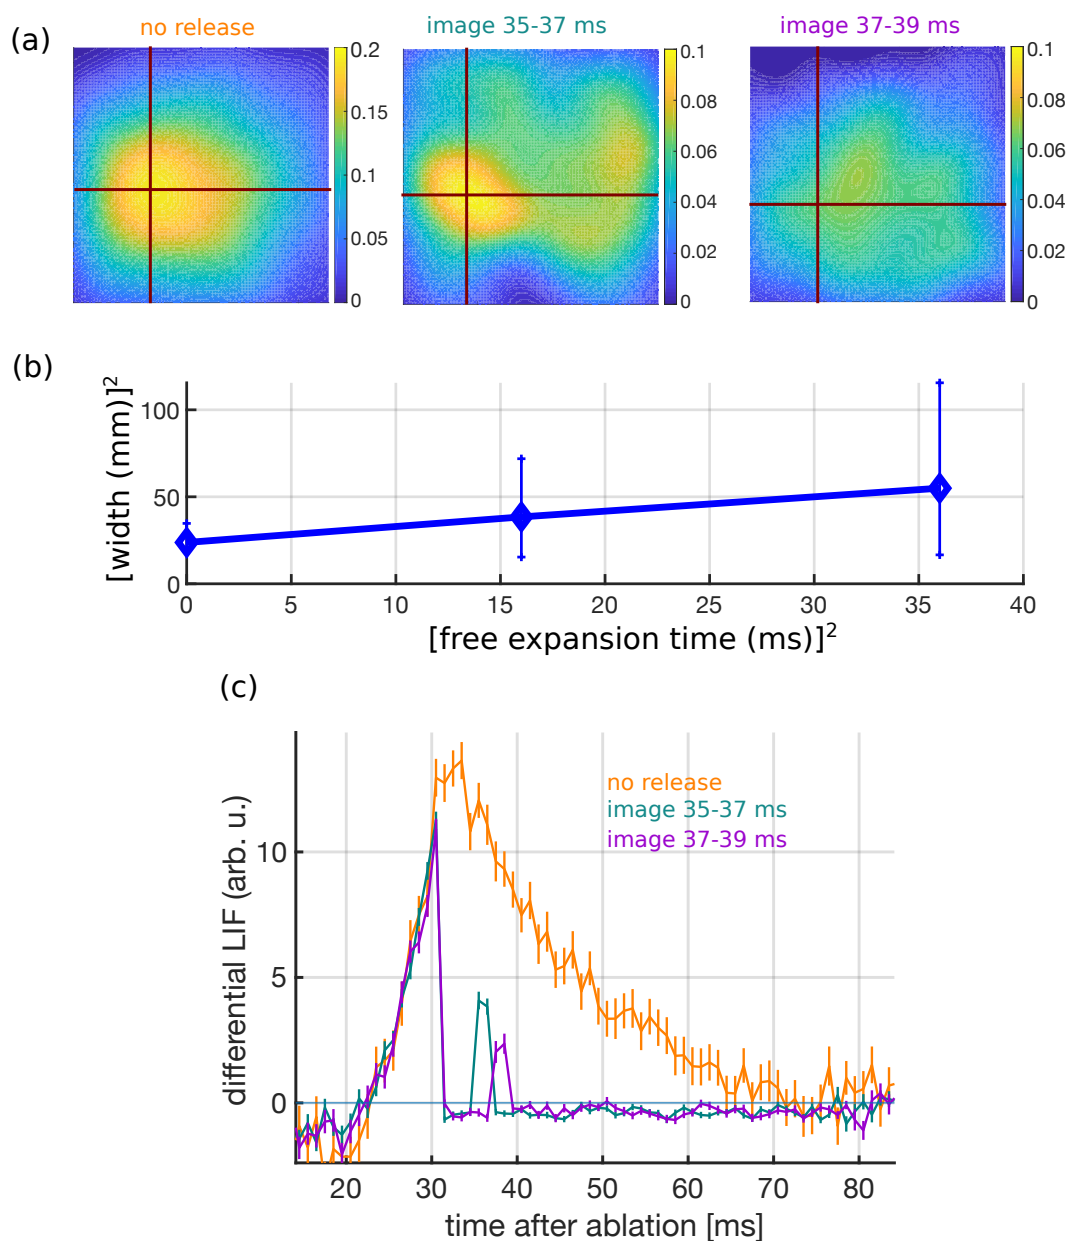 (a)
no release
image 35-37 ms
image 37-39 ms
0.2
0.15
0.1
0.05
0
0.1
0.08
0.06
0.04
0.02
0
0.1
0.08
0.06
0.04
0.02
0
(b)
[width (mm)]²
100
50
0
0 5 10 15 20 25 30 35 40
[free expansion time (ms)]²
(c)
differential LIF (arb. u.)
10
5
0
no release
image 35-37 ms
image 37-39 ms
20 30 40 50 60 70 80
time after ablation [ms]